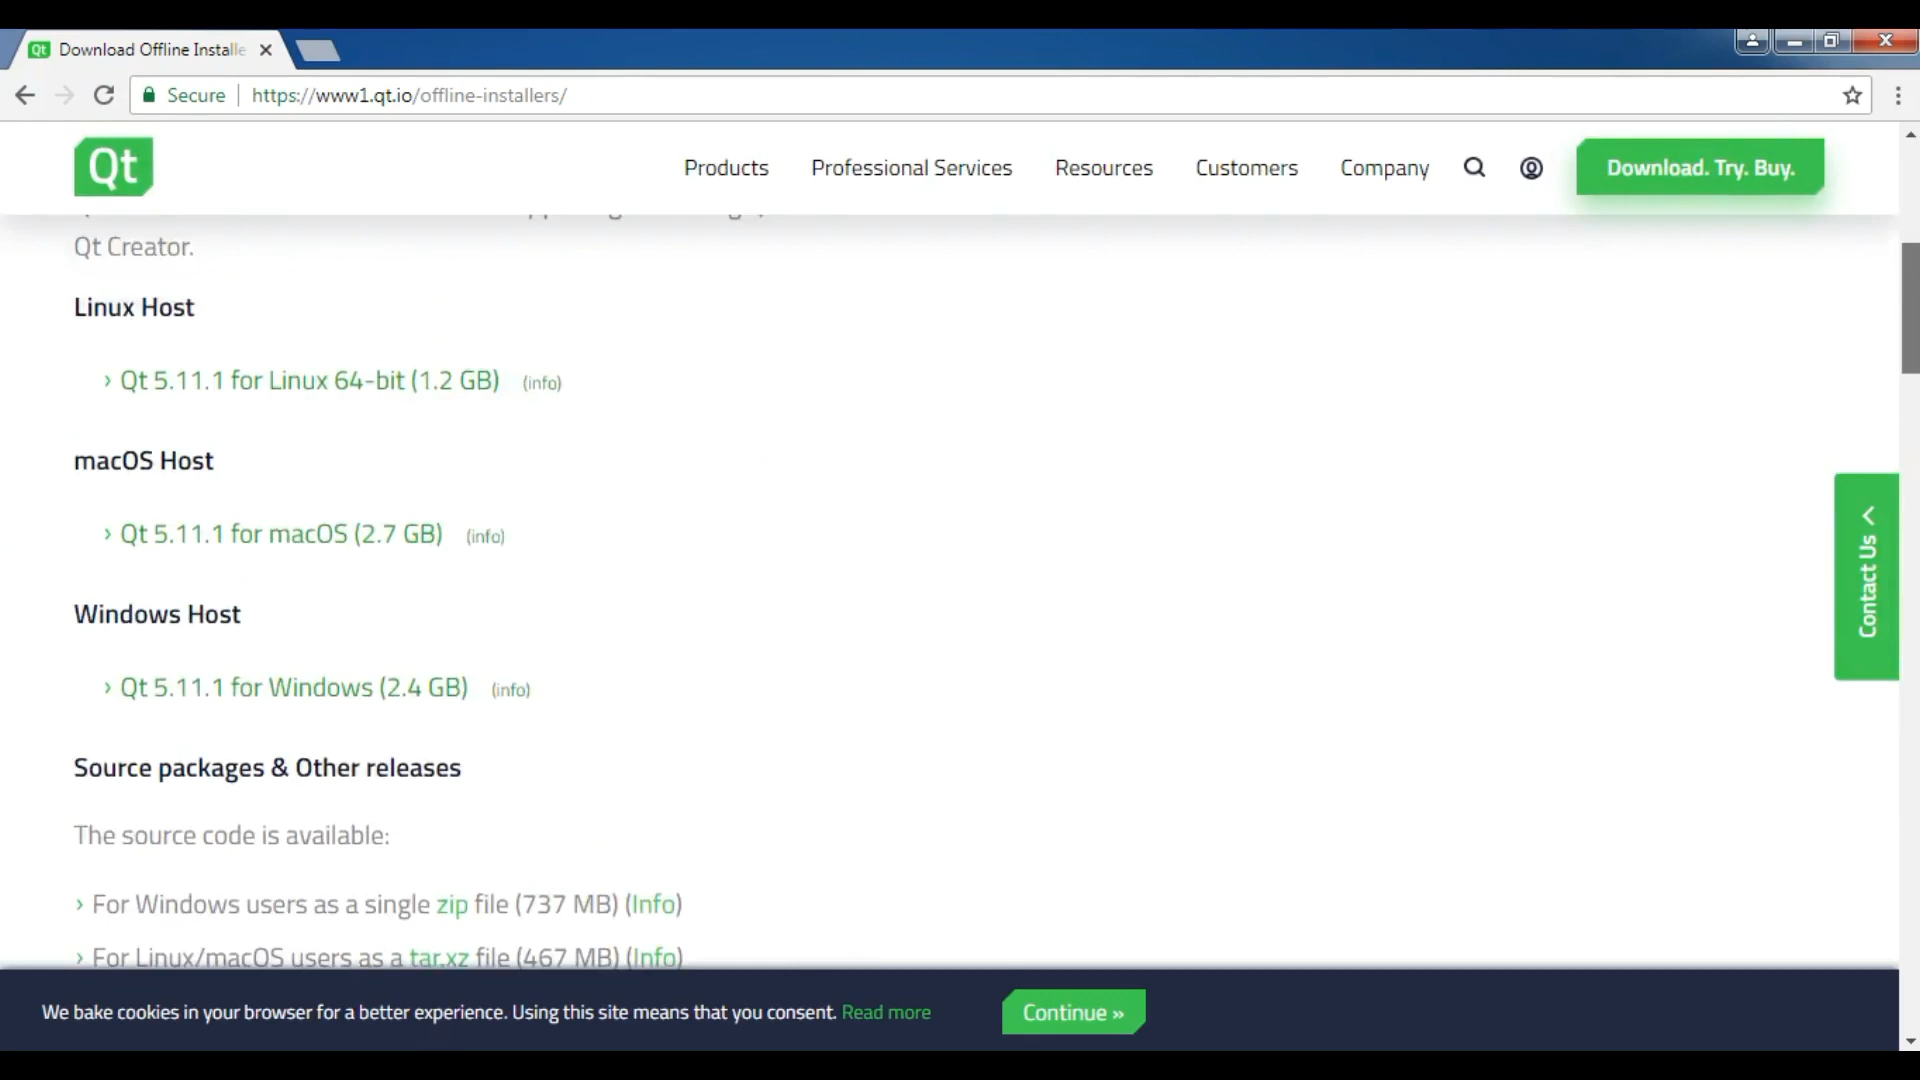 Download Offline Installe
Secure
https://www1.qt.io/offline-installers/
Qt
Products
Professional Services
Resources
Customers
Company
Download. Try. Buy.
Qt Creator.
Linux Host
› Qt 5.11.1 for Linux 64-bit (1.2 GB) (info)
macOS Host
› Qt 5.11.1 for macOS (2.7 GB) (info)
Windows Host
› Qt 5.11.1 for Windows (2.4 GB) (info)
Contact Us
Source packages & Other releases
The source code is available:
› For Windows users as a single zip file (737 MB) (Info)
› For Linux/macOS users as a tar.xz file (467 MB) (Info)
We bake cookies in your browser for a better experience. Using this site means that you consent. Read more
Continue »